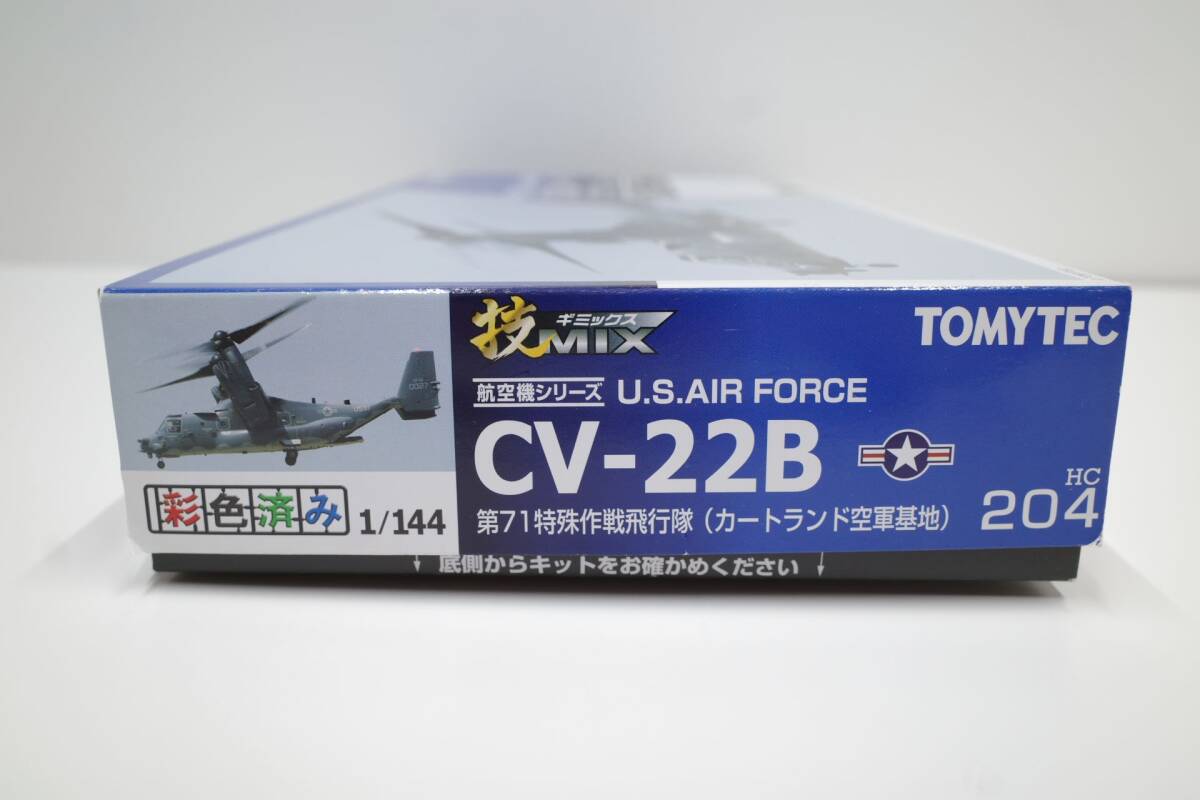 技MIX
ギミックス
TOMYTEC
航空機シリーズ U.S.AIR FORCE
CV-22B
HC
204
第71特殊作戦飛行隊（カートランド空軍基地）
彩色済み 1/144
0027
↓ 底側からキットをお確かめください ↓